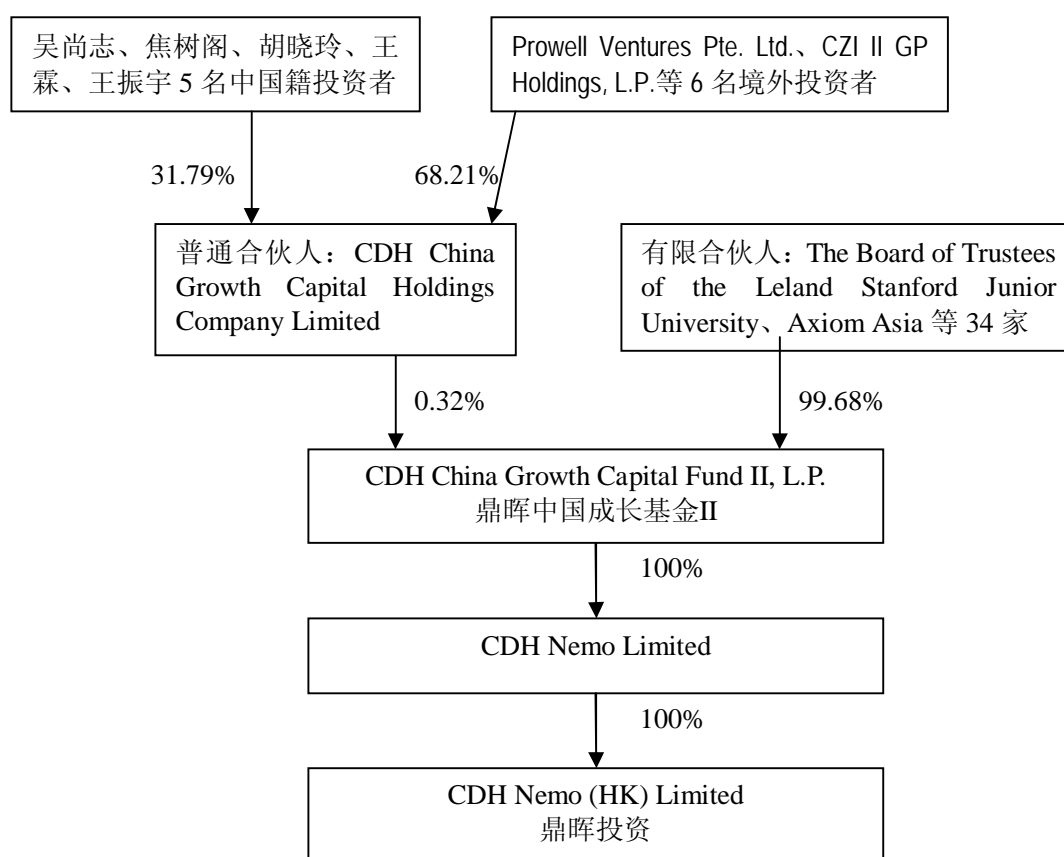 吴尚志、焦树阁、胡晓玲、王
霖、王振宇 5 名中国籍投资者
Prowell Ventures Pte. Ltd.、CZI II GP
Holdings, L.P.等 6 名境外投资者
31.79%
68.21%
普通合伙人：CDH China
Growth Capital Holdings
Company Limited
有限合伙人：The Board of Trustees
of the Leland Stanford Junior
University、Axiom Asia 等 34 家
0.32%
99.68%
CDH China Growth Capital Fund II, L.P.
鼎晖中国成长基金II
100%
CDH Nemo Limited
100%
CDH Nemo (HK) Limited
鼎晖投资